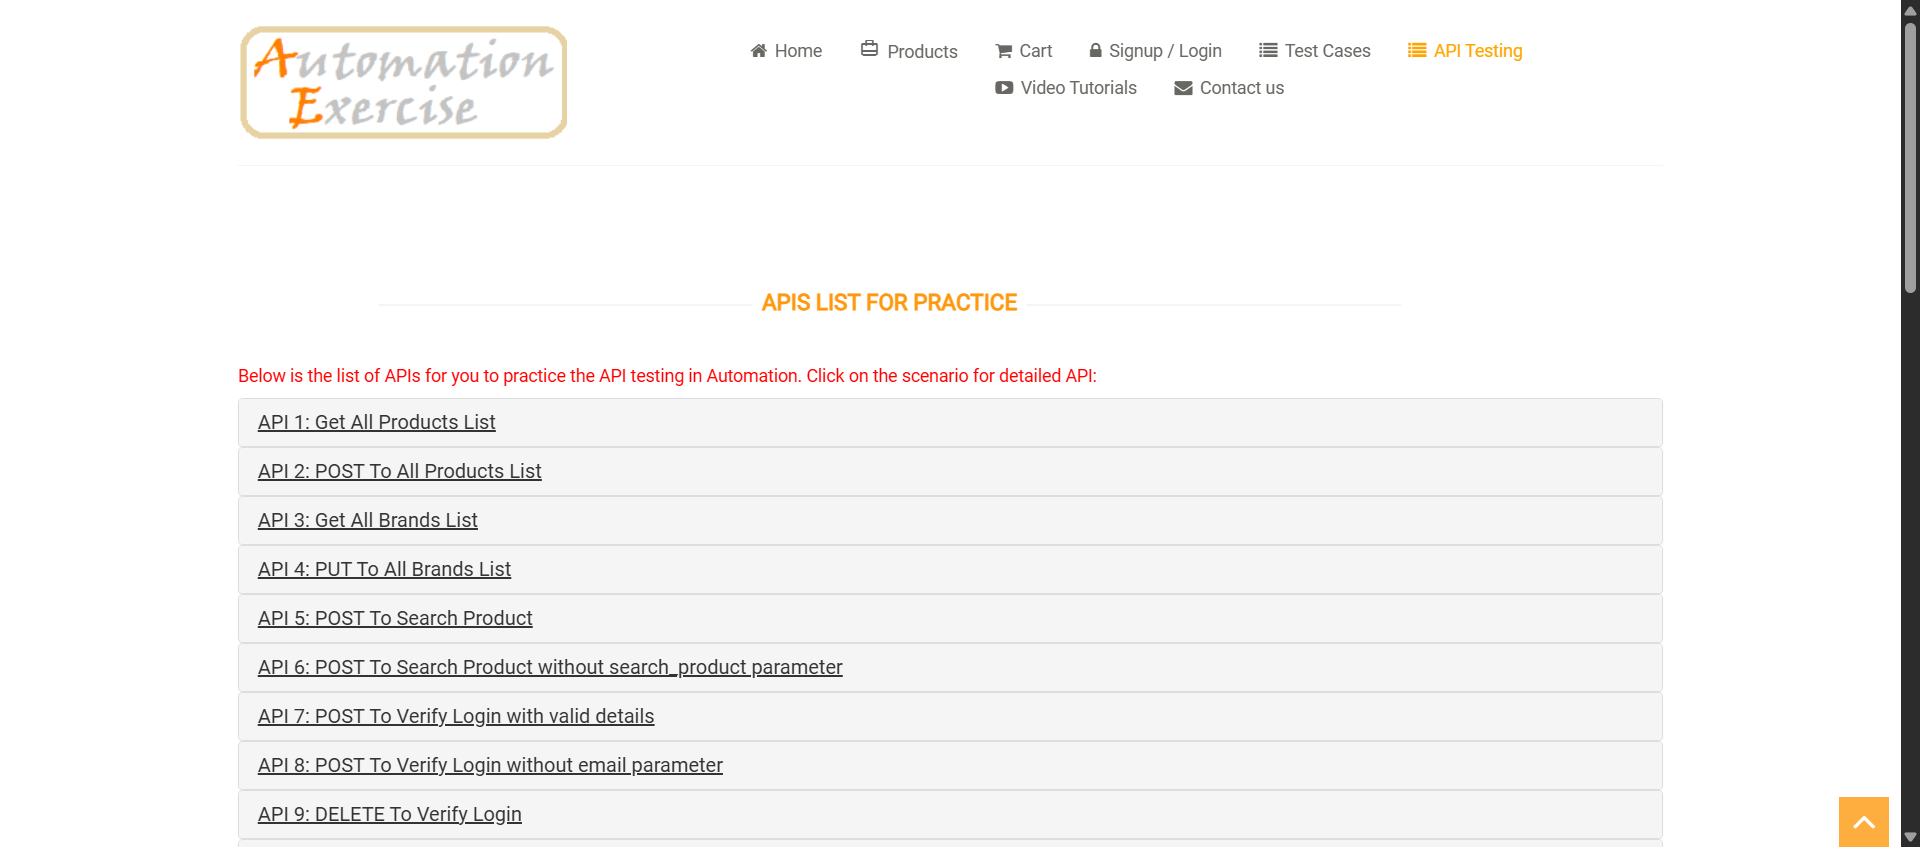 Automation
Exercise
Home Products Cart Signup / Login Test Cases API Testing
Video Tutorials Contact us
APIS LIST FOR PRACTICE
Below is the list of APIs for you to practice the API testing in Automation. Click on the scenario for detailed API:
API 1: Get All Products List
API 2: POST To All Products List
API 3: Get All Brands List
API 4: PUT To All Brands List
API 5: POST To Search Product
API 6: POST To Search Product without search_product parameter
API 7: POST To Verify Login with valid details
API 8: POST To Verify Login without email parameter
API 9: DELETE To Verify Login